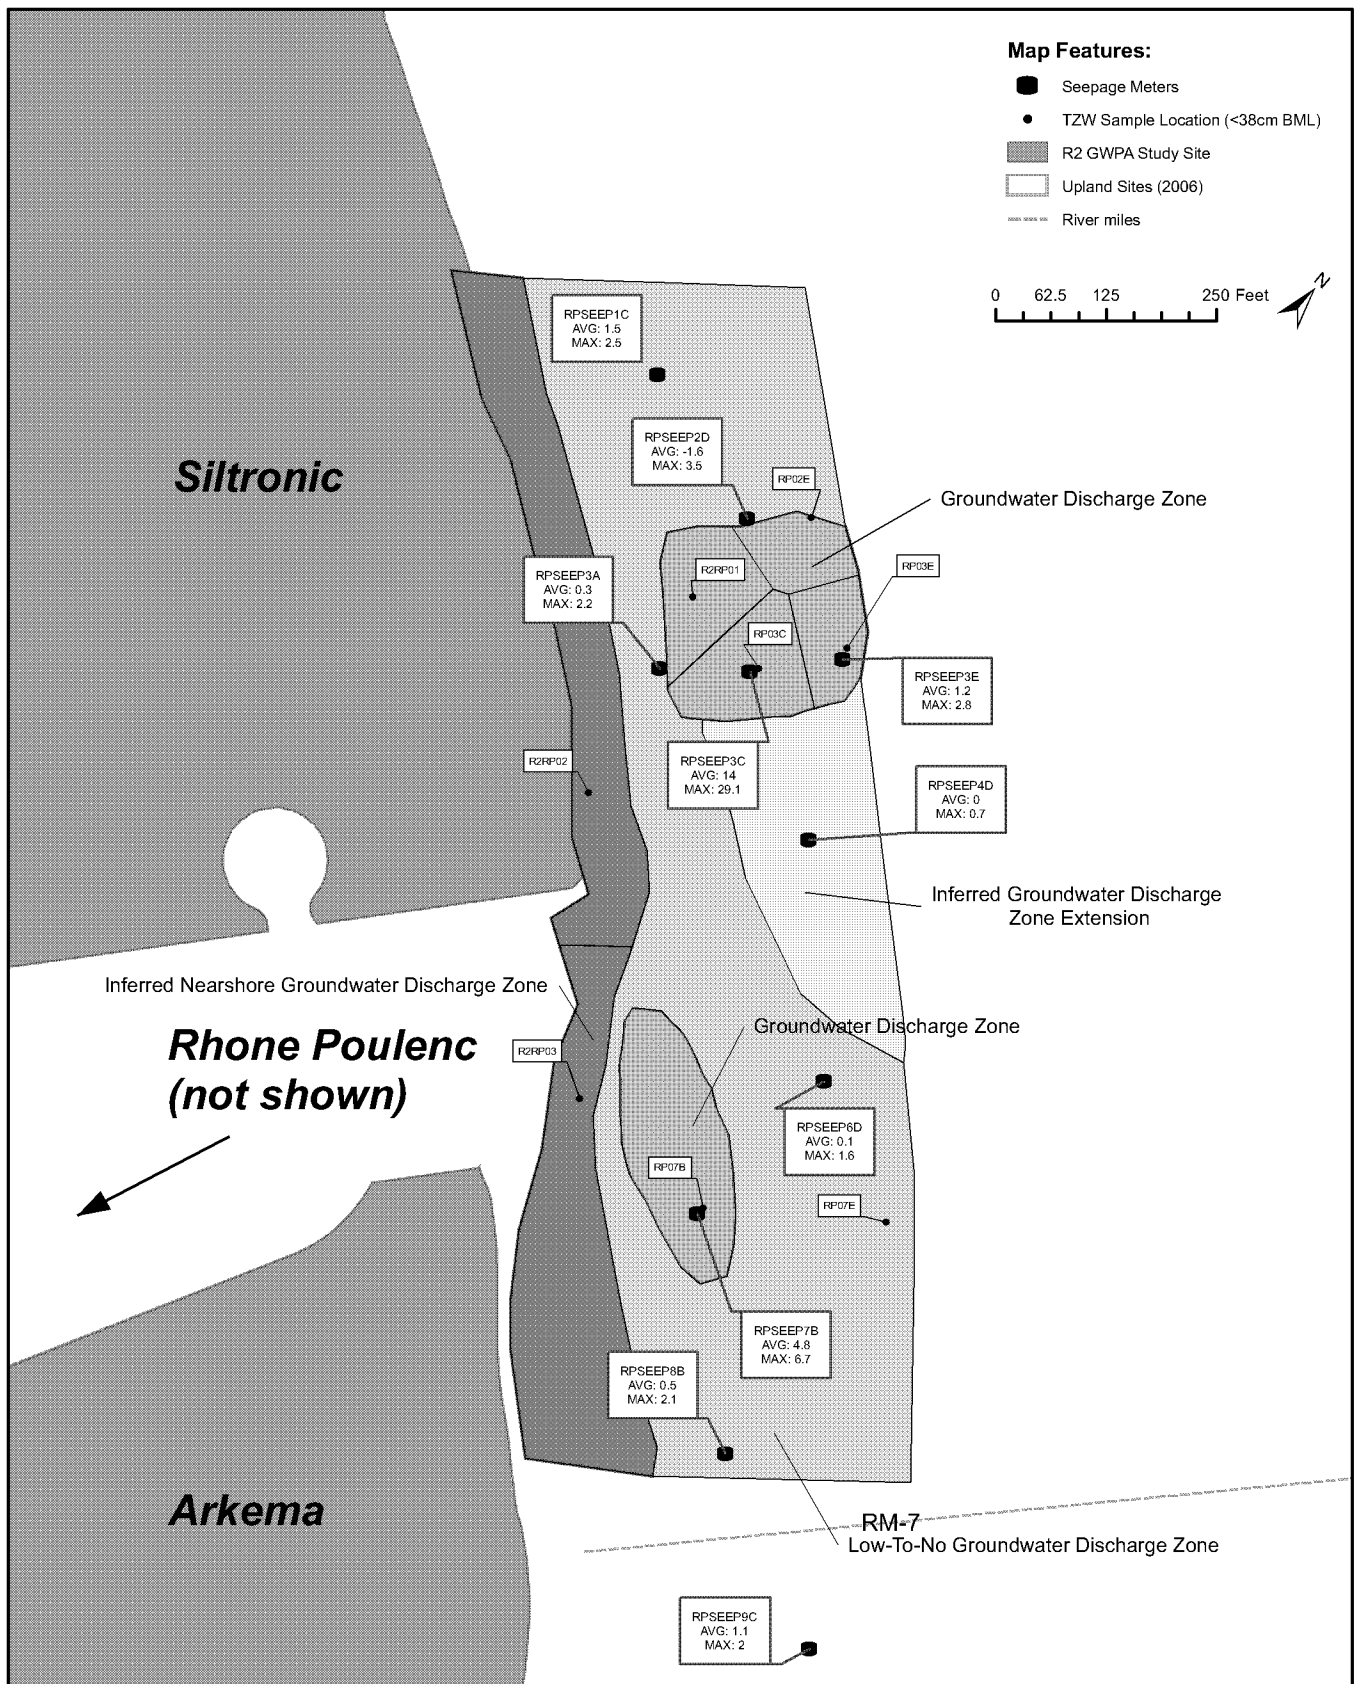 Map Features:
Seepage Meters
TZW Sample Location (<38cm BML)
R2 GWPA Study Site
Upland Sites (2006)
River miles
0 62.5 125 250 Feet
N
RPSEEP1C
AVG: 1.5
MAX: 2.5
RPSEEP2D
AVG: -1.6
MAX: 3.5
Siltronic
RP02E
Groundwater Discharge Zone
RPSEEP3A
AVG: 0.3
MAX: 2.2
R2RP01
RP03E
RP03C
RPSEEP3E
AVG: 1.2
MAX: 2.8
R2RP02
RPSEEP3C
AVG: 14
MAX: 29.1
RPSEEP4D
AVG: 0
MAX: 0.7
Inferred Groundwater Discharge
Zone Extension
Inferred Nearshore Groundwater Discharge Zone
Groundwater Discharge Zone
Rhone Poulenc
(not shown)
R2RP03
RPSEEP6D
AVG: 0.1
MAX: 1.6
RP07B
RP07E
RPSEEP7B
AVG: 4.8
MAX: 6.7
RPSEEP8B
AVG: 0.5
MAX: 2.1
Arkema
RM-7
Low-To-No Groundwater Discharge Zone
RPSEEP9C
AVG: 1.1
MAX: 2